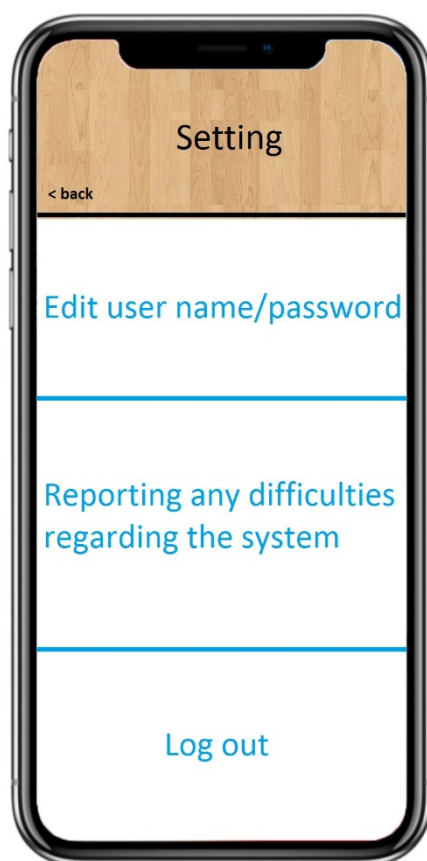 Setting
< back
Edit user name/password
Reporting any difficulties
regarding the system
Log out